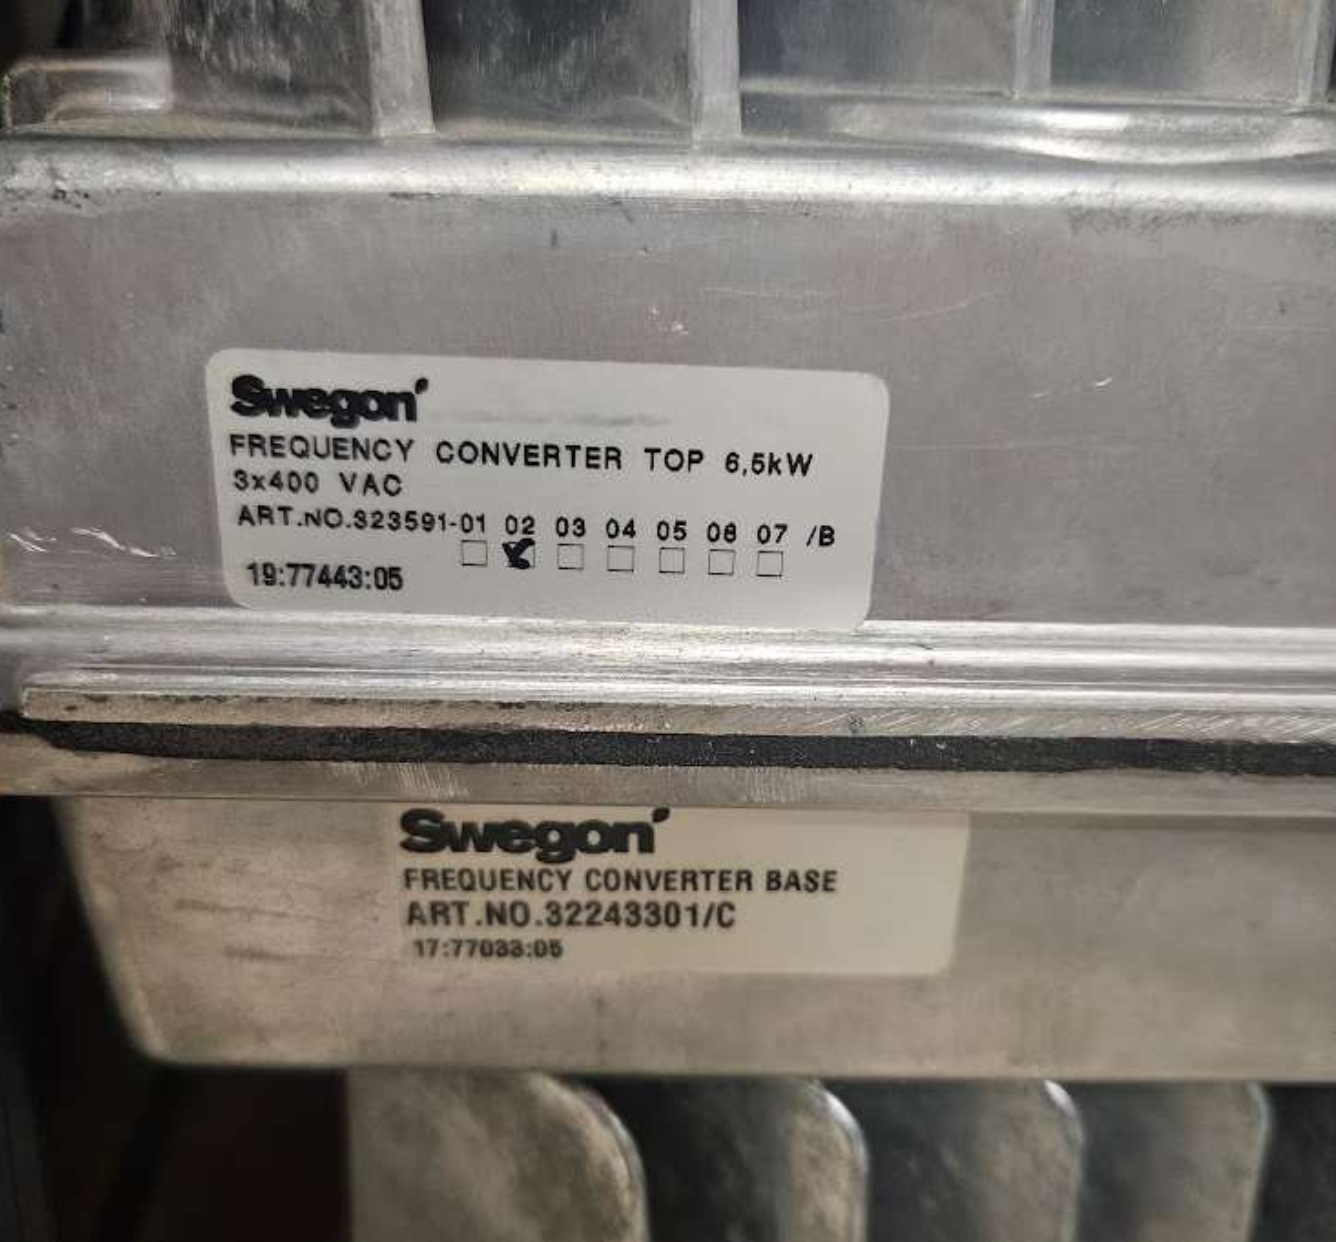 Swegon
FREQUENCY CONVERTER TOP 6,5kW
3x400 VAC
ART.NO.323591-01 02 03 04 05 06 07 /B
19:77443:05
Swegon
FREQUENCY CONVERTER BASE
ART.NO.32243301/C
17:77033:05